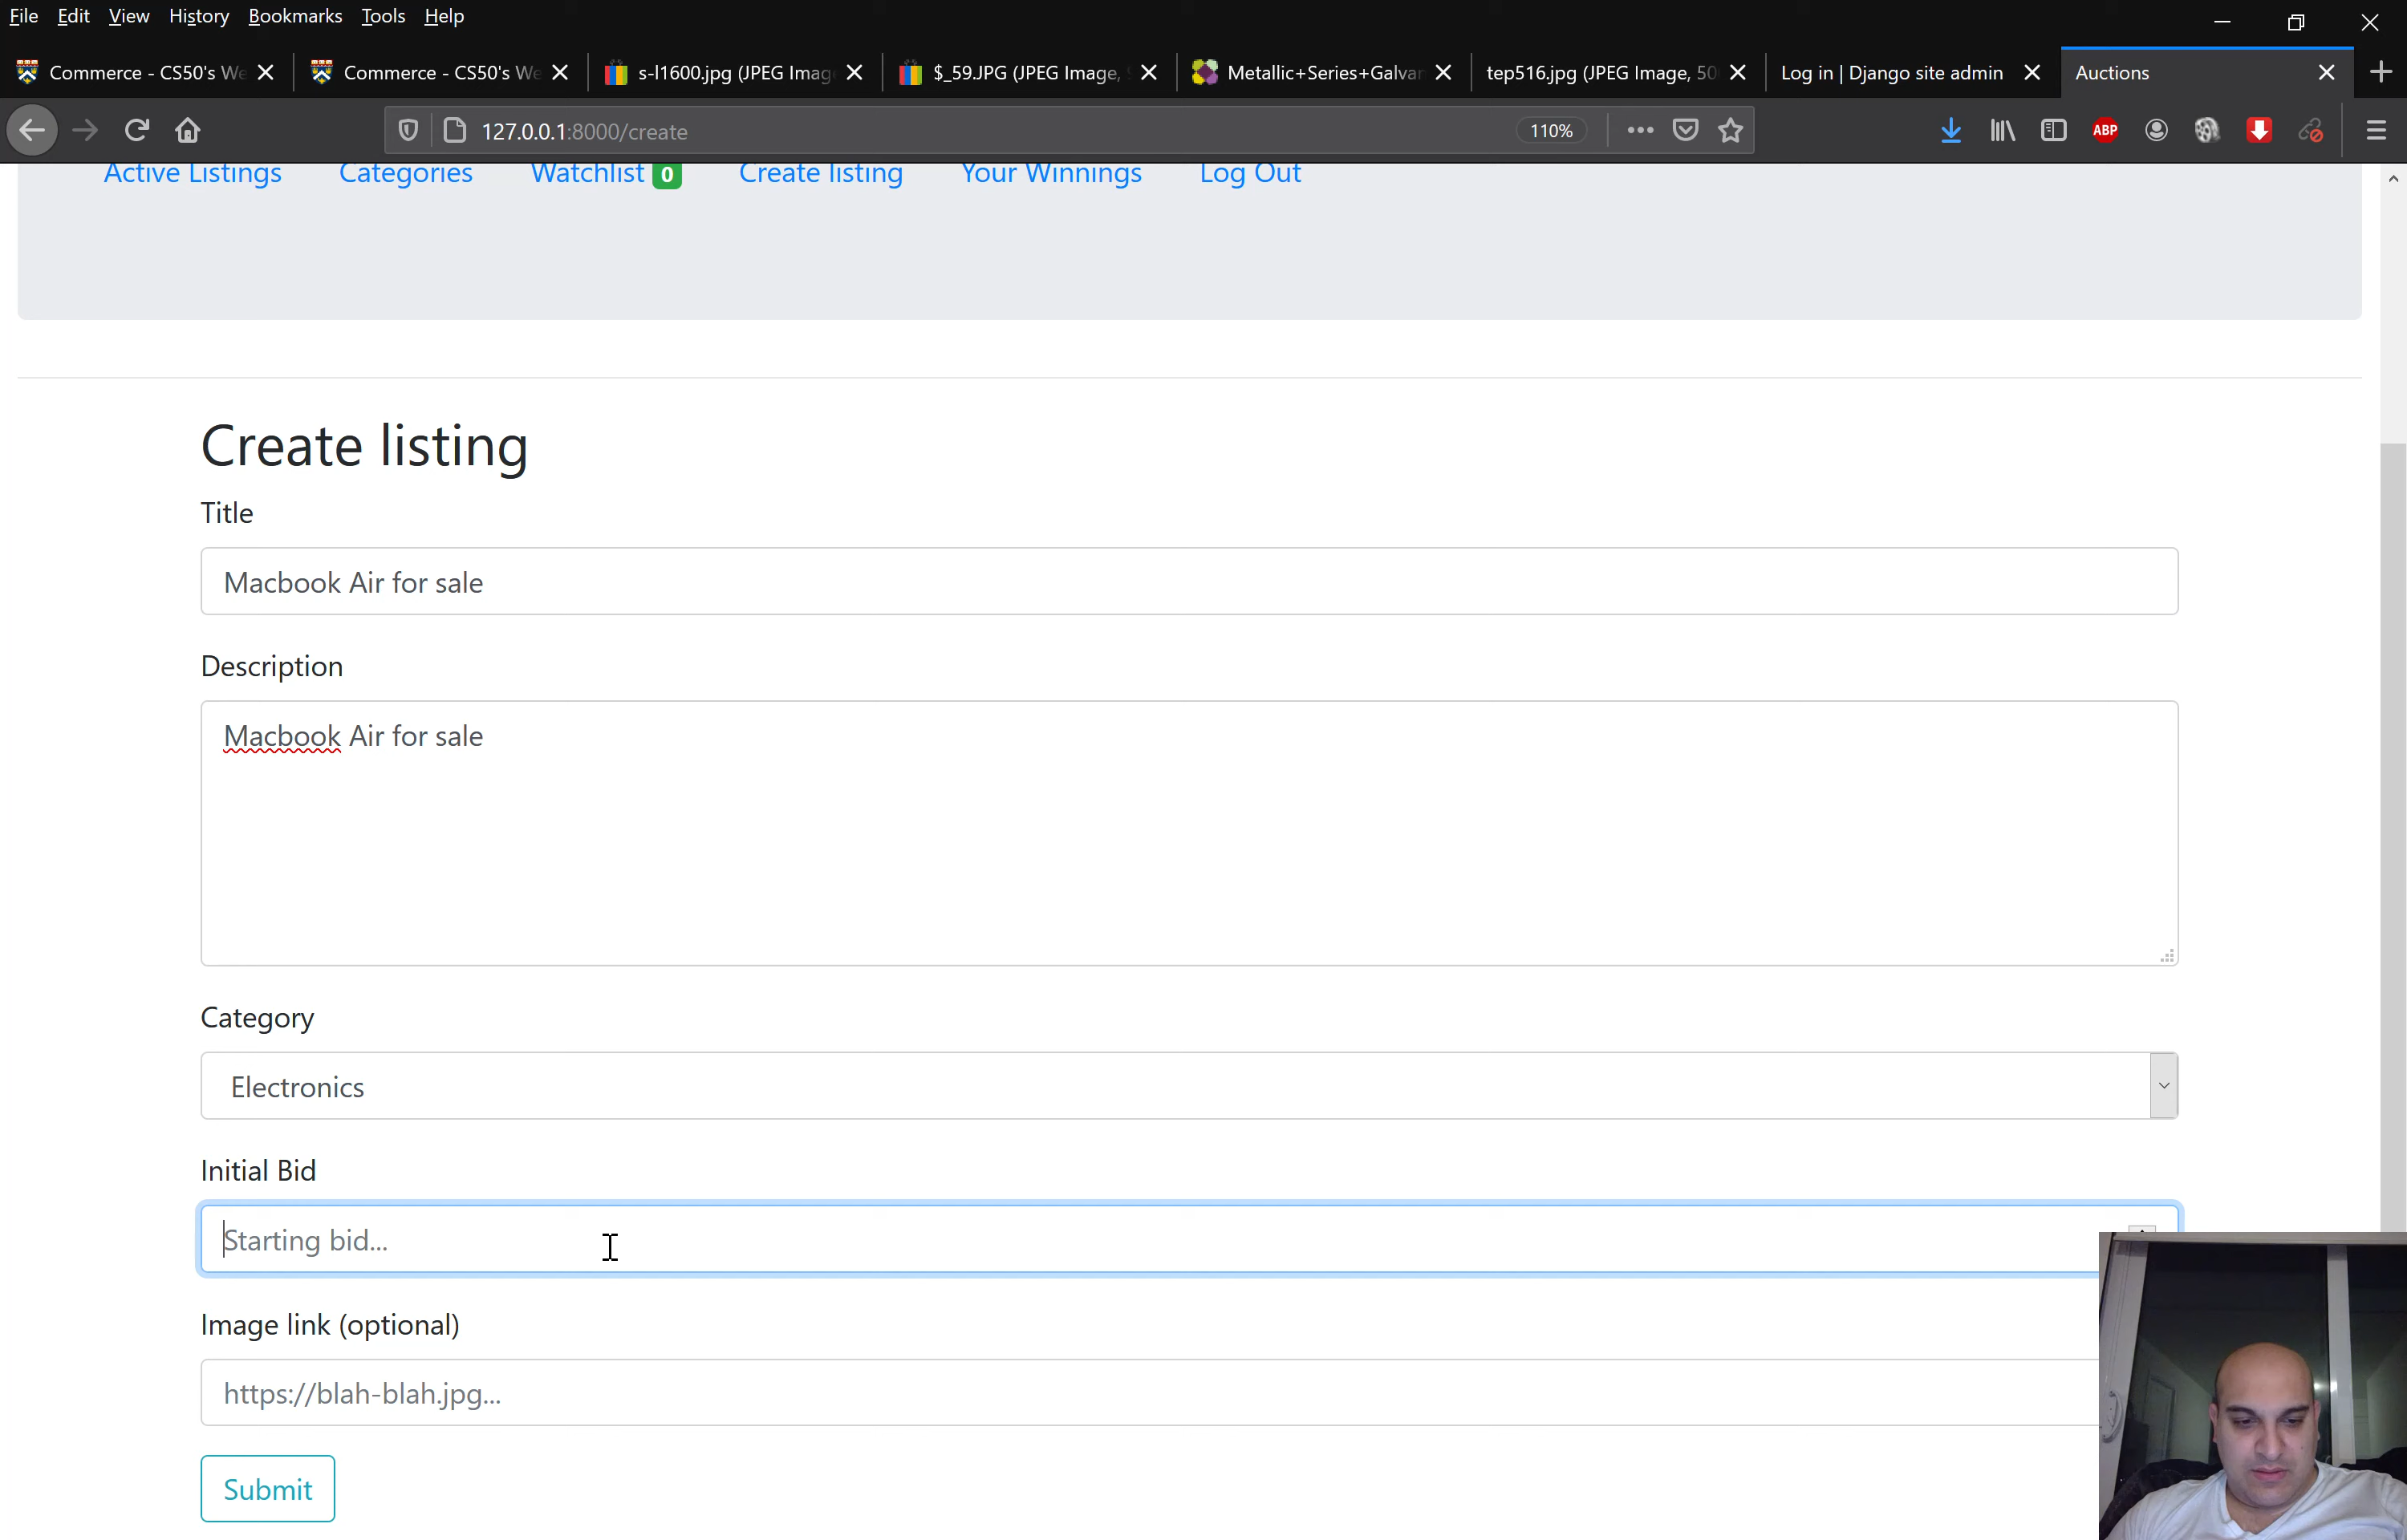 File Edit View History Bookmarks Tools Help
Commerce - CS50's We Commerce - CS50's We s-l1600.jpg (JPEG Imag $_59.JPG (JPEG Image, Metallic+Series+Galvan tep516.jpg (JPEG Image, 50 Log in | Django site admin Auctions
127.0.0.1:8000/create 110% ABP
Active Listings Categories Watchlist 0 Create listing Your Winnings Log Out
Create listing
Title
Macbook Air for sale
Description
Macbook Air for sale
Category
Electronics
Initial Bid
Starting bid...
Image link (optional)
https://blah-blah.jpg...
Submit